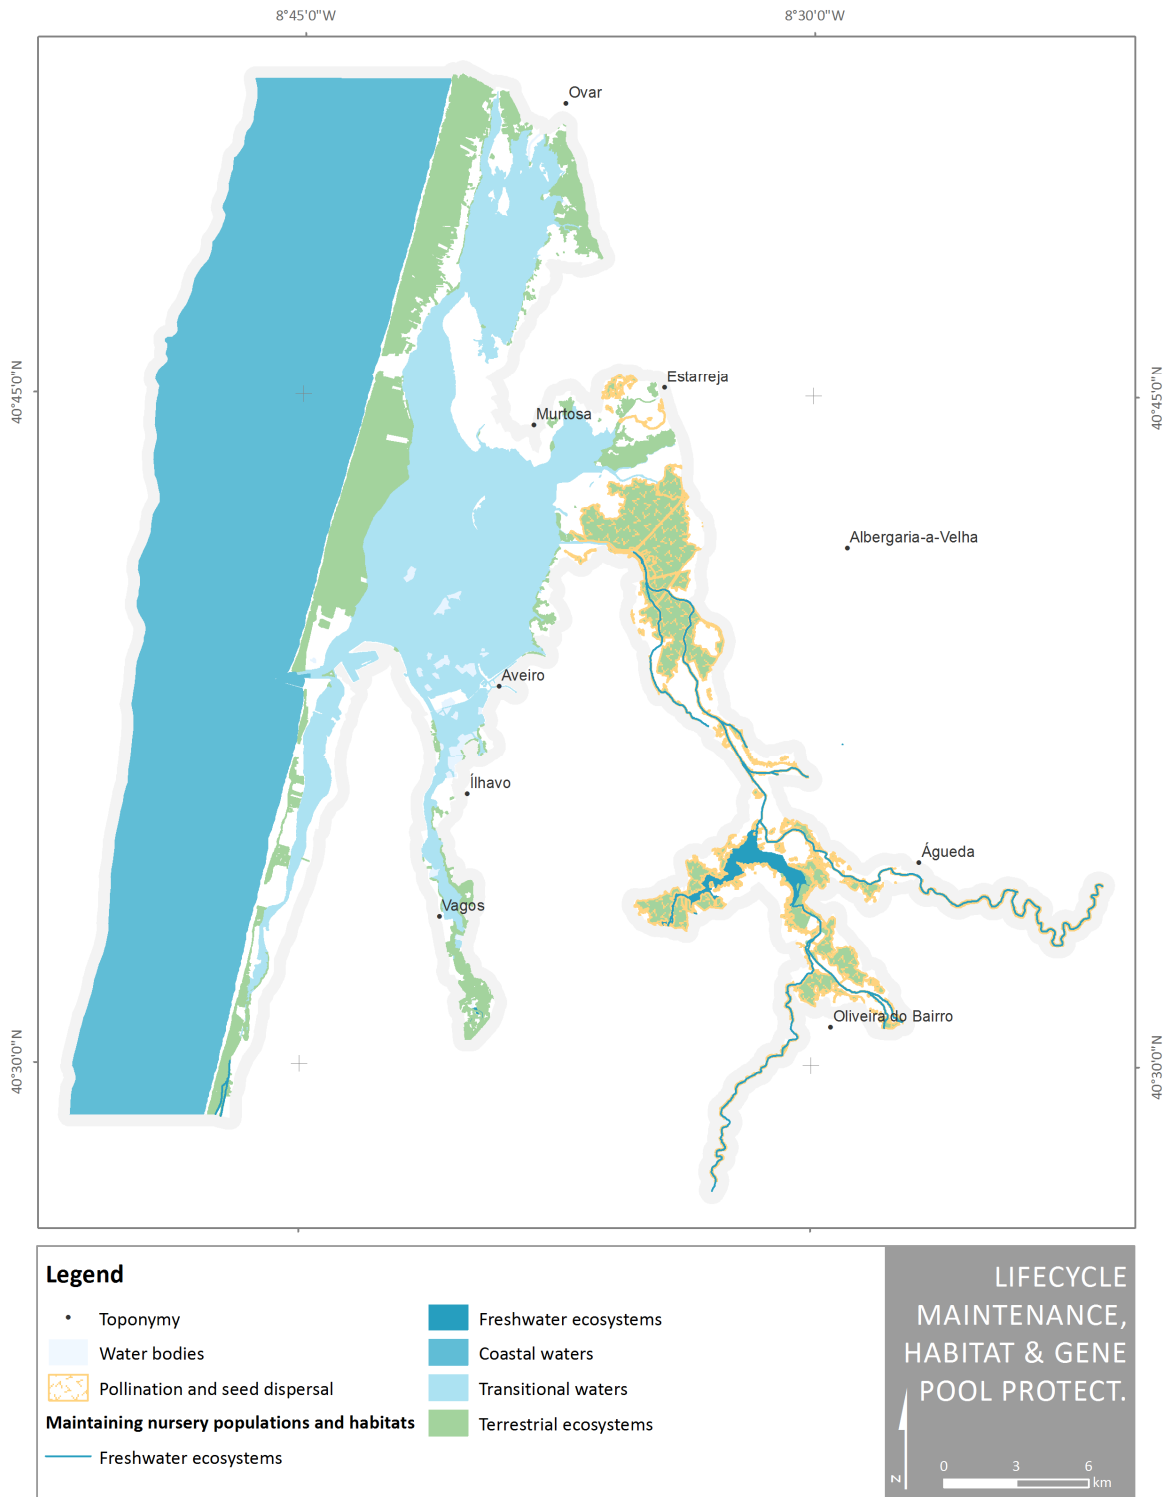 8°45'0"W
8°30'0"W
Ovar
40°45'0"N
40°45'0"N
Estarreja
Murtosa
Albergaria-a-Velha
Aveiro
Ílhavo
Águeda
Vagos
Oliveira do Bairro
40°30'0"N
40°30'0"N
Legend
Toponymy
Water bodies
Pollination and seed dispersal
Maintaining nursery populations and habitats
Freshwater ecosystems
Freshwater ecosystems
Coastal waters
Transitional waters
Terrestrial ecosystems
LIFECYCLE
MAINTENANCE,
HABITAT & GENE
POOL PROTECT.
N
0 3 6
km